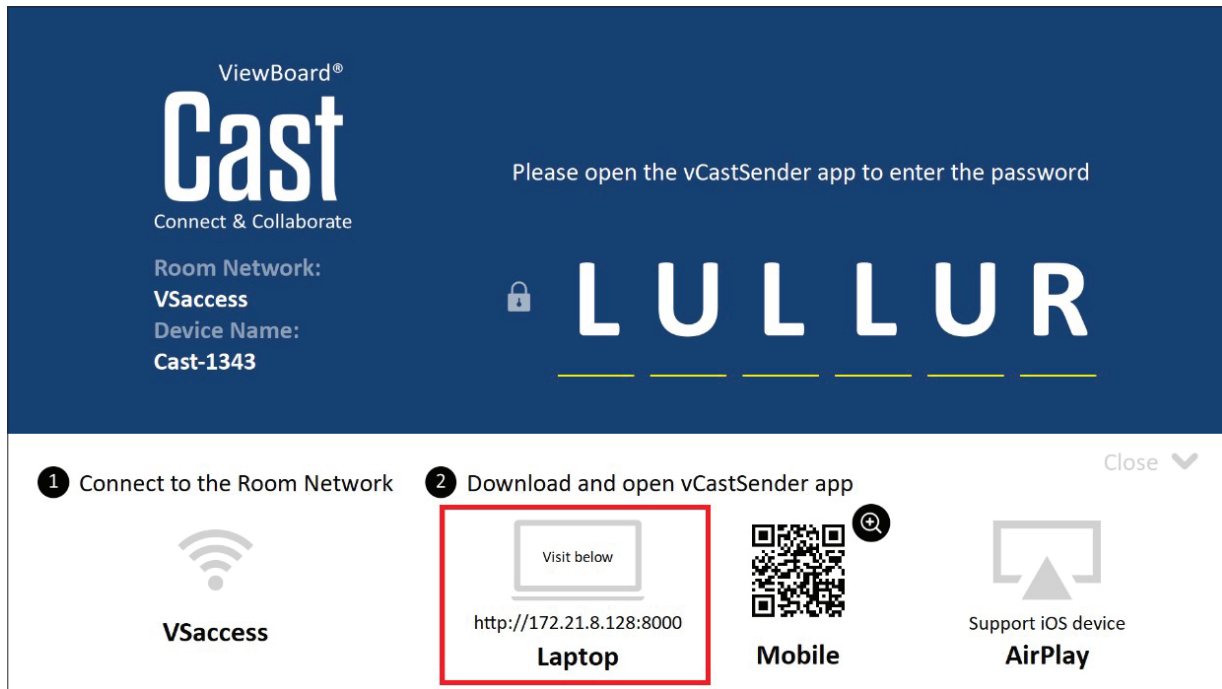 ViewBoard®
Cast
Connect & Collaborate
Room Network:
VSaccess
Device Name:
Cast-1343
Please open the vCastSender app to enter the password
LULLUR
Close
1 Connect to the Room Network
VSaccess
2 Download and open vCastSender app
Visit below
http://172.21.8.128:8000
Laptop
Mobile
Support iOS device
AirPlay